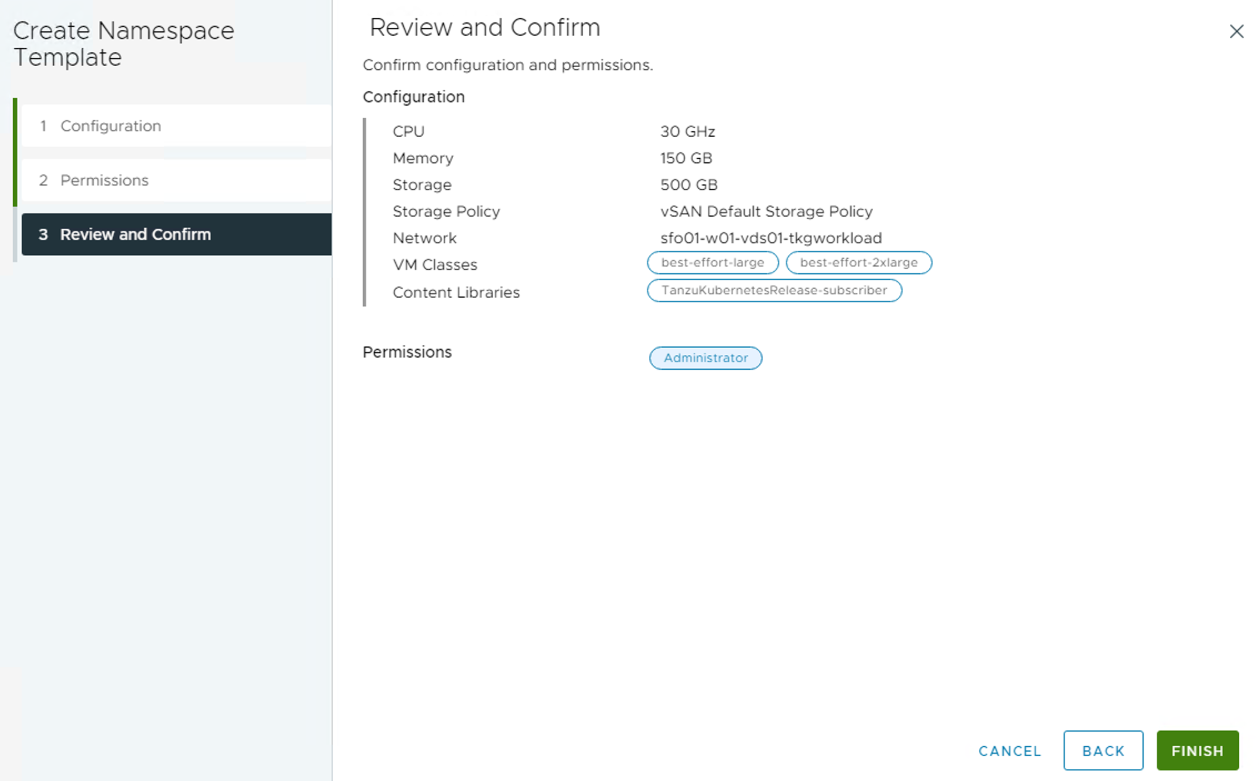 Create Namespace
Template
1 Configuration
2 Permissions
3 Review and Confirm
Review and Confirm
Confirm configuration and permissions.
Configuration
CPU 30 GHz
Memory 150 GB
Storage 500 GB
Storage Policy vSAN Default Storage Policy
Network sfo01-w01-vds01-tkgworkload
VM Classes best-effort-large best-effort-2xlarge
Content Libraries TanzuKubernetesRelease-subscriber
Permissions Administrator
CANCEL BACK FINISH